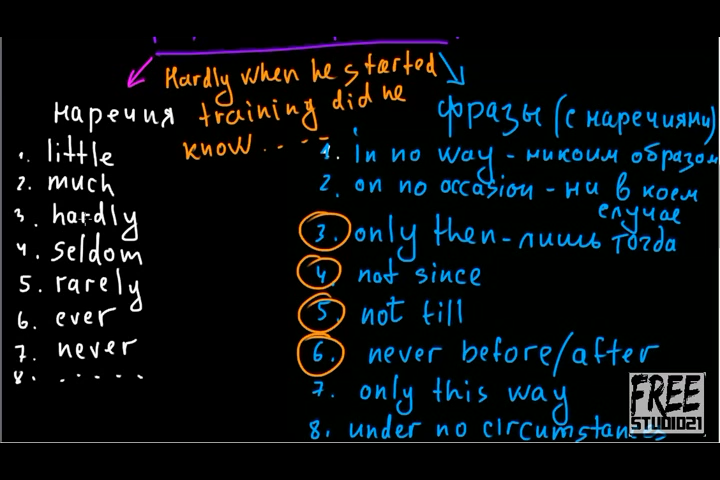 Hardly when he started
training did he
know.....
наречия
1. little
2. much
3. hardly
4. seldom
5. rarely
6. ever
7. never
8. ......
фразы (с наречиями)
1. in no way - никоим образом
2. on no occasion - ни в коем
случае
3. only then - лишь тогда
4. not since
5. not till
6. never before/after
7. only this way
8. under no circumstances
FREE
STUDIO21